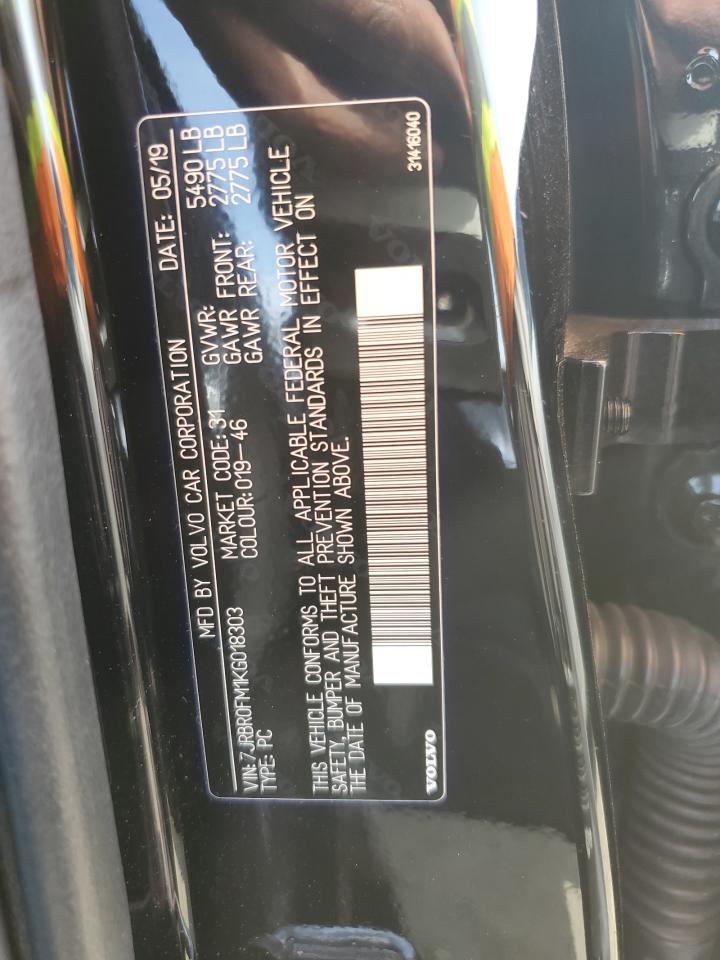 MFD BY VOLVO CAR CORPORATION DATE: 05/19
GVWR: 5490 LB
MARKET CODE: 31 GAWR FRONT: 2775 LB
VIN: 7JRBR0FM1KG018303 COLOUR: 019-46 GAWR REAR: 2775 LB
TYPE: PC
THIS VEHICLE CONFORMS TO ALL APPLICABLE FEDERAL MOTOR VEHICLE
SAFETY, BUMPER AND THEFT PREVENTION STANDARDS IN EFFECT ON
THE DATE OF MANUFACTURE SHOWN ABOVE.
VOLVO 31416040